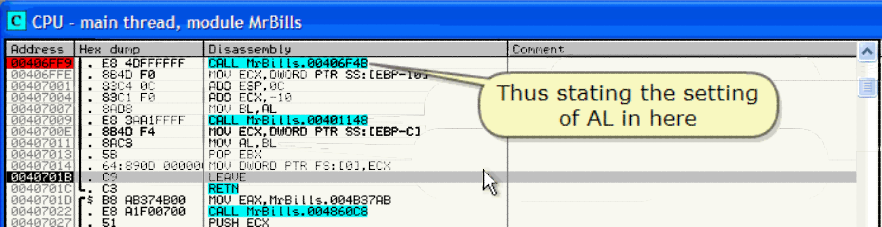 C CPU - main thread, module MrBills
Address Hex dump Disassembly Comment
00406FF9 . E8 4DFFFFFF CALL MrBills.00406F4B
00406FFE . 8B4D F0 MOV ECX,DWORD PTR SS:[EBP-10]
00407001 . 83C4 0C ADD ESP,0C
00407004 . 83C1 F0 ADD ECX,-10
00407007 . 8AD8 MOV BL,AL
00407009 . E8 3AA1FFFF CALL MrBills.00401148
0040700E . 8B4D F4 MOV ECX,DWORD PTR SS:[EBP-C]
00407011 . 8AC3 MOV AL,BL
00407013 . 5B POP EBX
00407014 . 64:890D 00000 MOV DWORD PTR FS:[0],ECX
0040701B . C9 LEAVE
0040701C . C3 RETN
0040701D $ B8 AB374B00 MOV EAX,MrBills.004B37AB
00407022 . E8 A1F00700 CALL MrBills.004860C8
00407027 . 51 PUSH ECX
Thus stating the setting
of AL in here